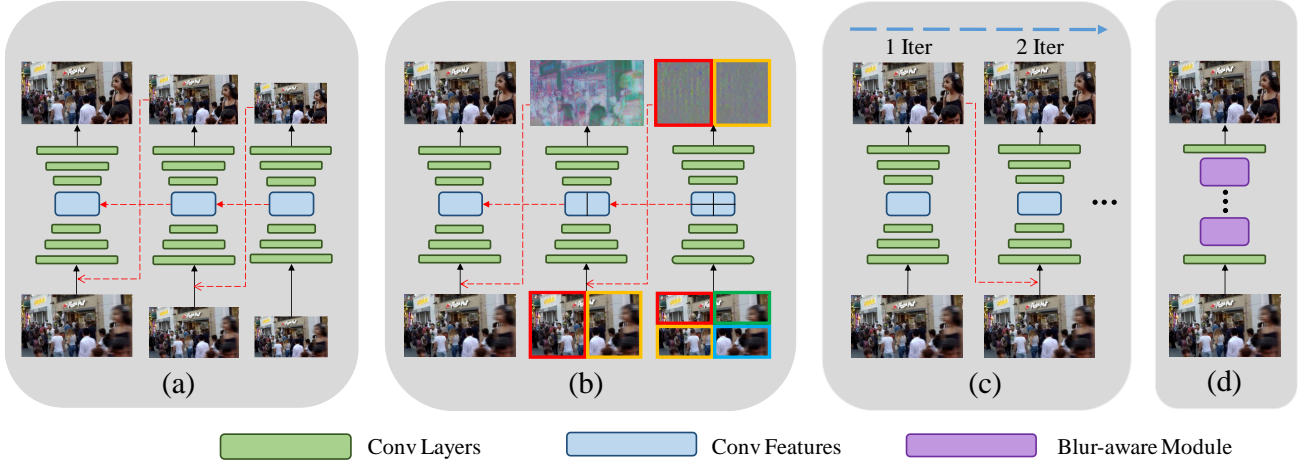 1 Iter
2 Iter
(a)
(b)
(c)
(d)
Conv Layers
Conv Features
Blur-aware Module